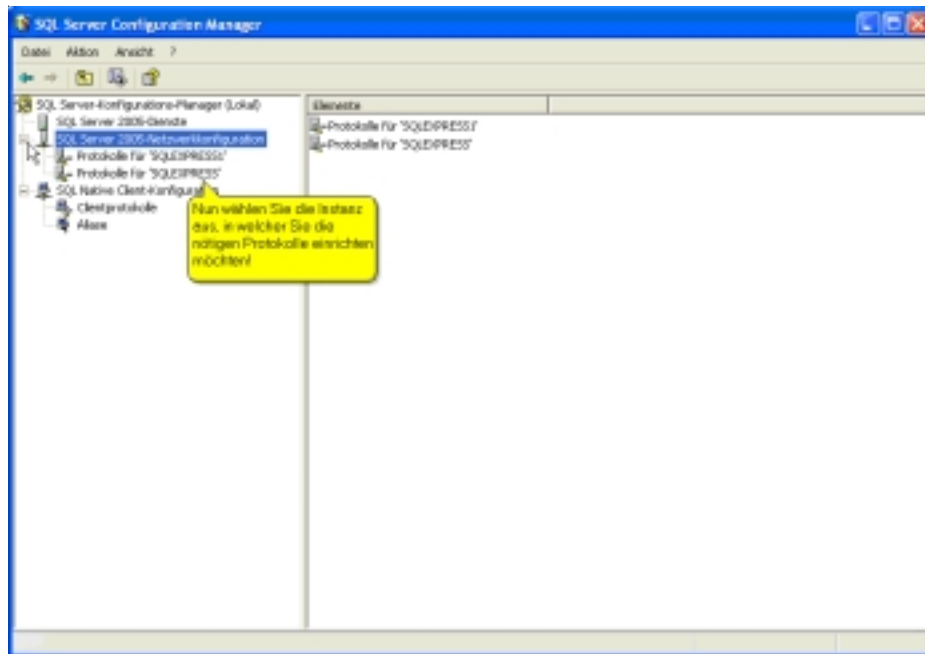 SQL Server Configuration Manager
Datei Aktion Ansicht ?
SQL Server-Konfigurations-Manager (Lokal)
SQL Server 2005-Dienste
SQL Server 2005-Netzwerkkonfiguration
Protokolle für 'SQLEXPRESS1'
Protokolle für 'SQLEXPRESS'
SQL Native Client-Konfiguration
Clientprotokolle
Aliase
Elemente
Protokolle für 'SQLEXPRESS1'
Protokolle für 'SQLEXPRESS'
Nun wählen Sie die Instanz
aus, in welcher Sie die
nötigen Protokolle einrichten
möchten!